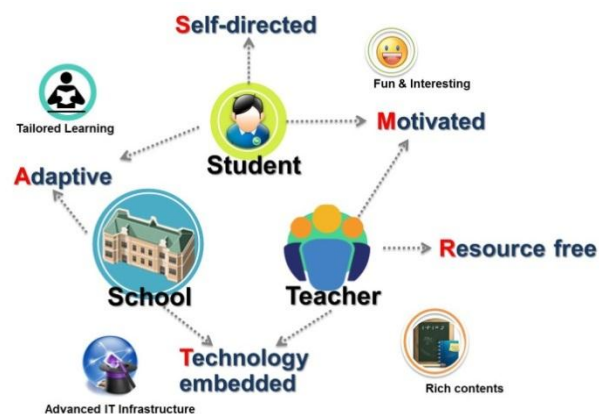 Self-directed
Fun & Interesting
Tailored Learning
Motivated
Student
Adaptive
Resource free
School
Teacher
Technology
embedded
Rich contents
Advanced IT Infrastructure